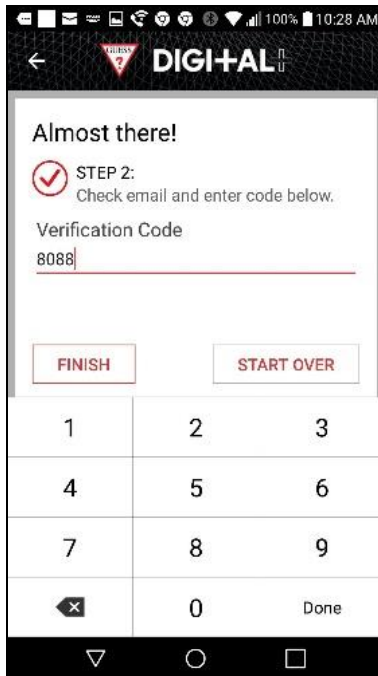 100% 10:28 AM
GUESS
?
DIGI+AL
Almost there!
STEP 2:
Check email and enter code below.
Verification Code
8088
FINISH START OVER
1 2 3
4 5 6
7 8 9
0 Done